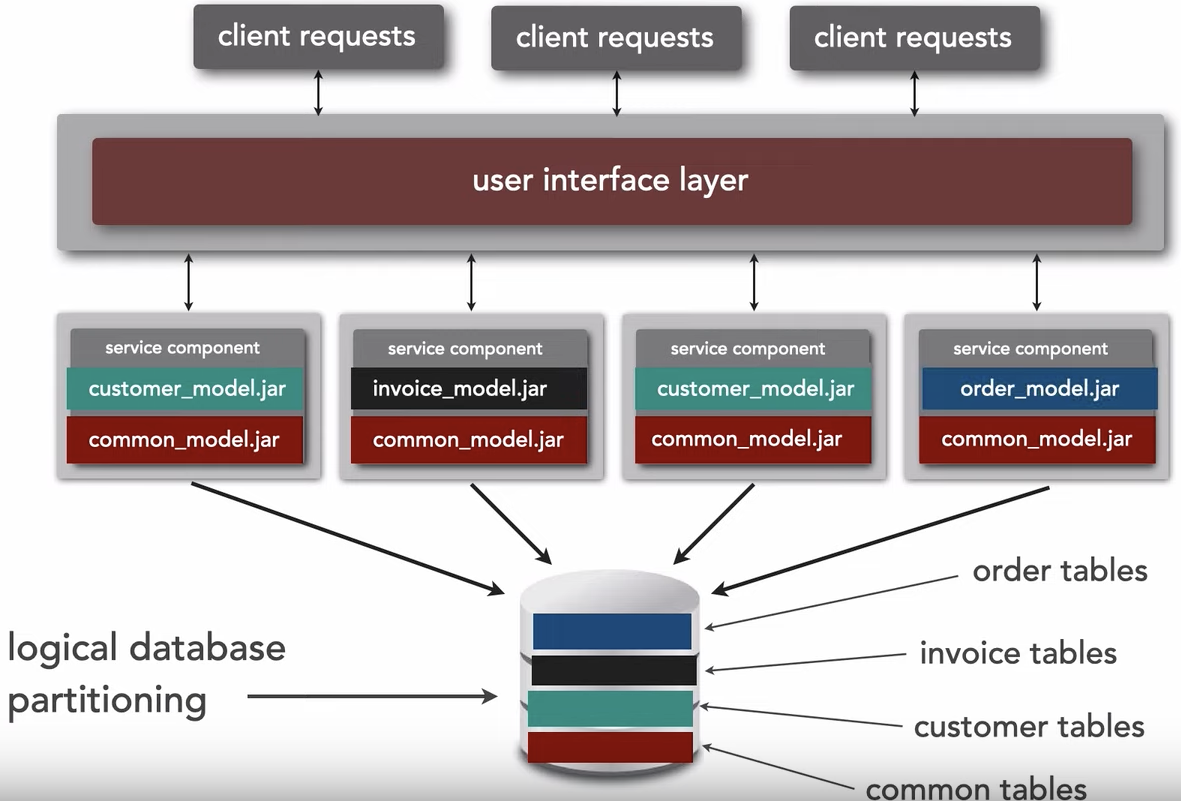 client requests
client requests
client requests
user interface layer
service component
customer_model.jar
common_model.jar
service component
invoice_model.jar
common_model.jar
service component
customer_model.jar
common_model.jar
service component
order_model.jar
common_model.jar
order tables
invoice tables
customer tables
common tables
logical database
partitioning